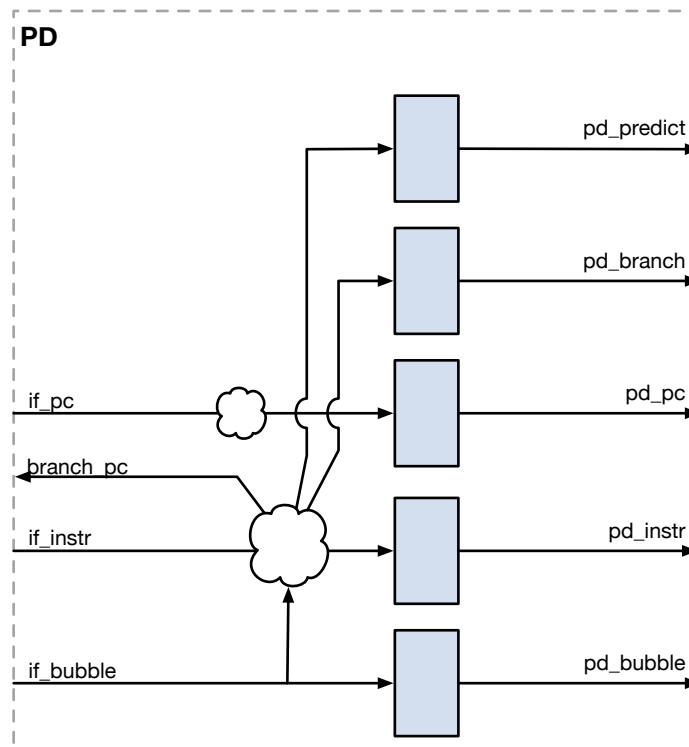 PD
pd_predict
pd_branch
if_pc
pd_pc
branch_pc
if_instr
pd_instr
if_bubble
pd_bubble